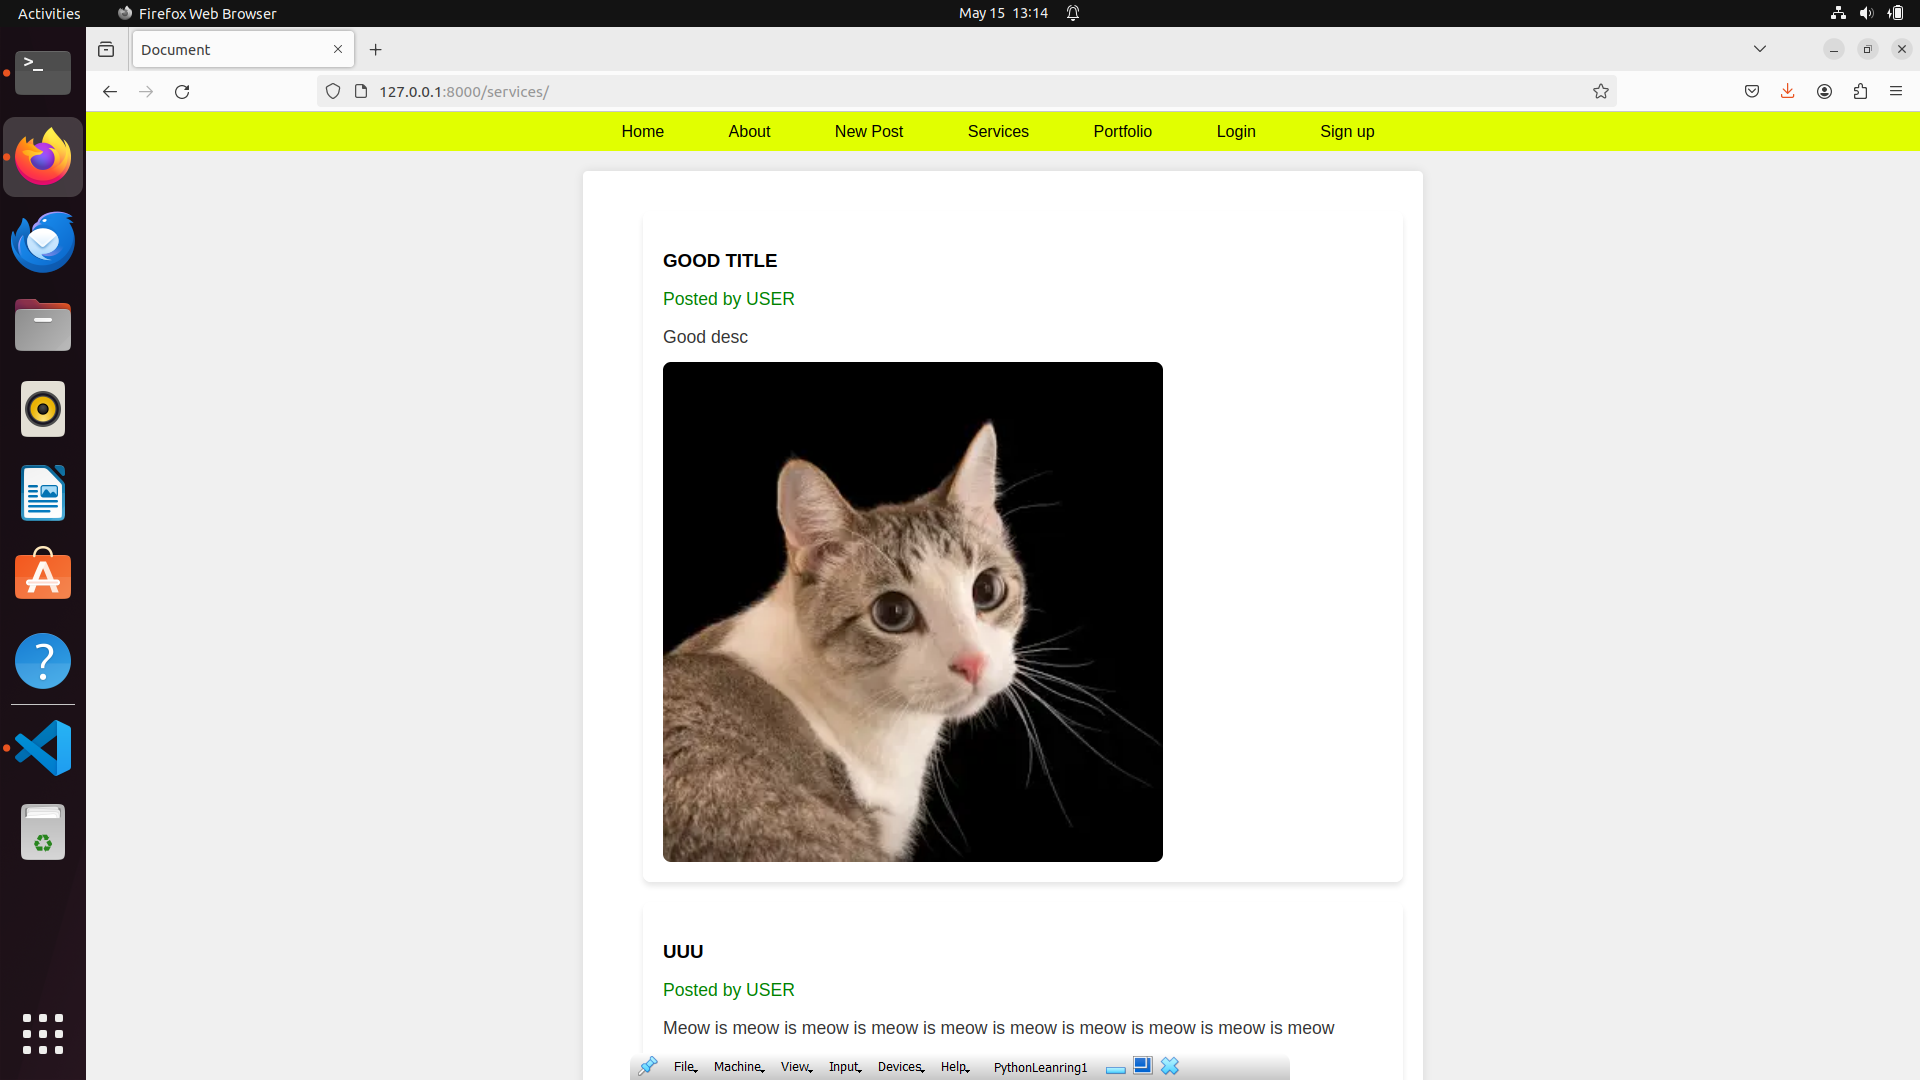 Activities
Firefox Web Browser
May 15 13:14
Document
127.0.0.1:8000/services/
Home
About
New Post
Services
Portfolio
Login
Sign up
GOOD TITLE
Posted by USER
Good desc
UUU
Posted by USER
Meow is meow is meow is meow is meow is meow is meow is meow is meow is meow
File
Machine
View
Input
Devices
Help
PythonLeanring1